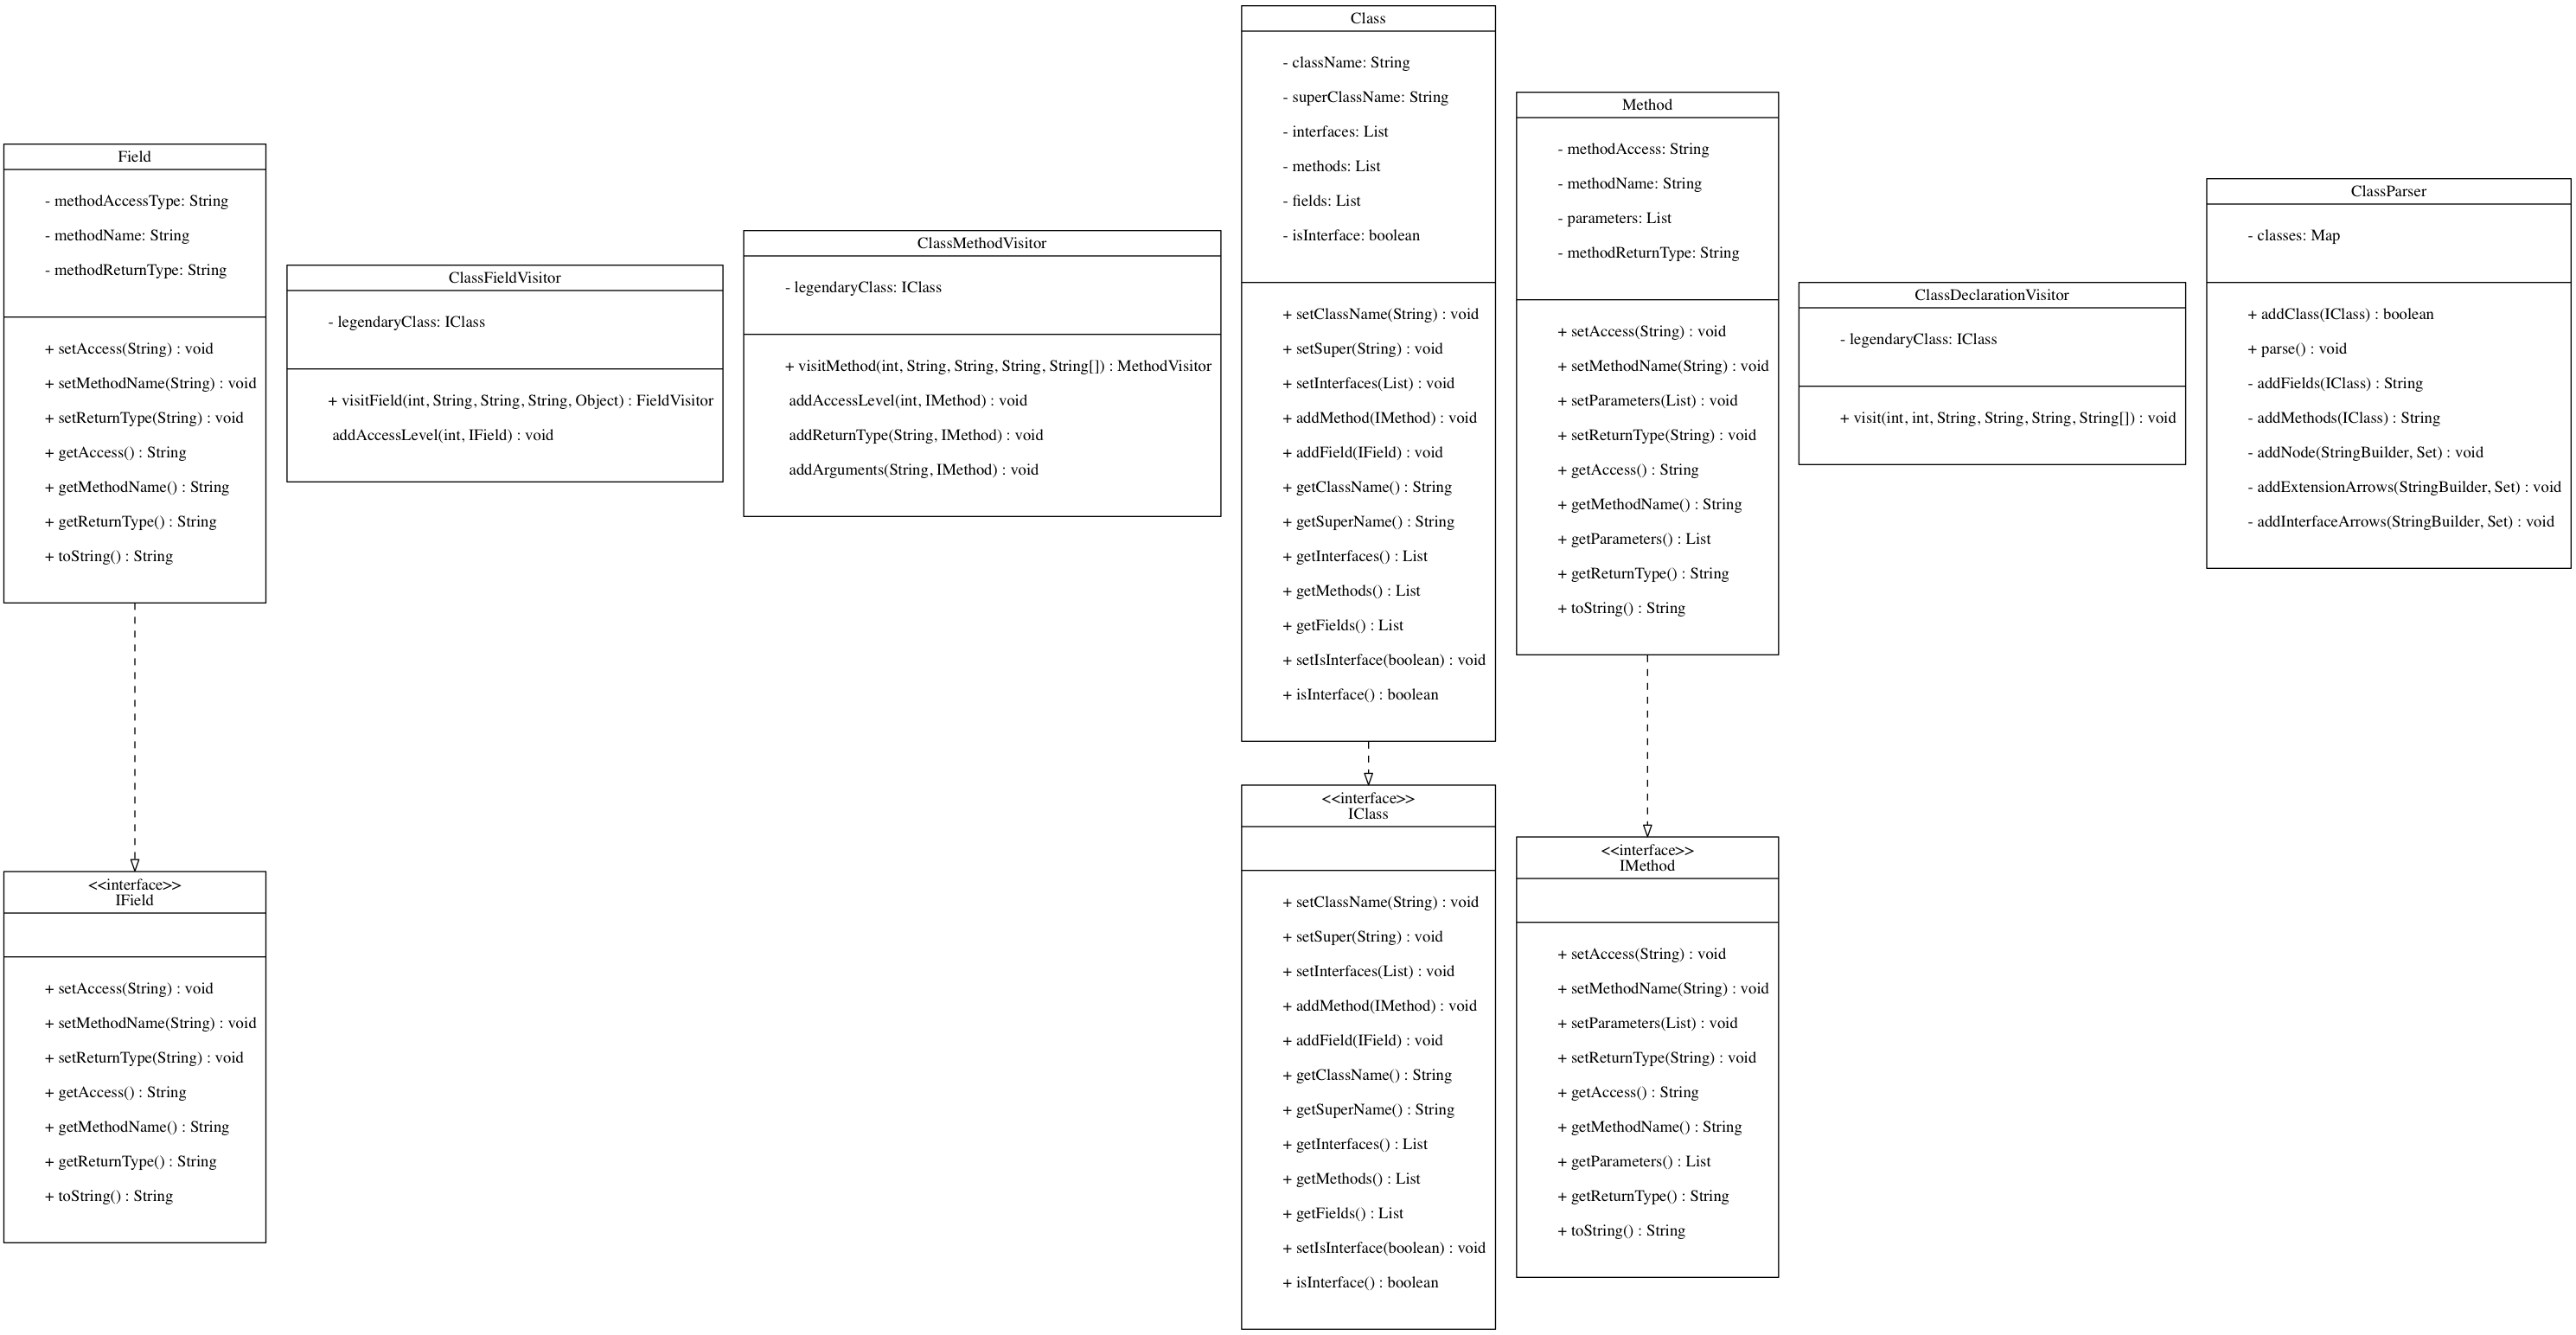 Field
- methodAccessType: String
- methodName: String
- methodReturnType: String
+ setAccess(String) : void
+ setMethodName(String) : void
+ setReturnType(String) : void
+ getAccess() : String
+ getMethodName() : String
+ getReturnType() : String
+ toString() : String
ClassFieldVisitor
- legendaryClass: IClass
+ visitField(int, String, String, String, Object) : FieldVisitor
addAccessLevel(int, IField) : void
ClassMethodVisitor
- legendaryClass: IClass
+ visitMethod(int, String, String, String, String[]) : MethodVisitor
addAccessLevel(int, IMethod) : void
addReturnType(String, IMethod) : void
addArguments(String, IMethod) : void
Class
- className: String
- superClassName: String
- interfaces: List
- methods: List
- fields: List
- isInterface: boolean
+ setClassName(String) : void
+ setSuper(String) : void
+ setInterfaces(List) : void
+ addMethod(IMethod) : void
+ addField(IField) : void
+ getClassName() : String
+ getSuperName() : String
+ getInterfaces() : List
+ getMethods() : List
+ getFields() : List
+ setIsInterface(boolean) : void
+ isInterface() : boolean
Method
- methodAccess: String
- methodName: String
- parameters: List
- methodReturnType: String
+ setAccess(String) : void
+ setMethodName(String) : void
+ setParameters(List) : void
+ setReturnType(String) : void
+ getAccess() : String
+ getMethodName() : String
+ getParameters() : List
+ getReturnType() : String
+ toString() : String
ClassDeclarationVisitor
- legendaryClass: IClass
+ visit(int, int, String, String, String, String[]) : void
ClassParser
- classes: Map
+ addClass(IClass) : boolean
+ parse() : void
- addFields(IClass) : String
- addMethods(IClass) : String
- addNode(StringBuilder, Set) : void
- addExtensionArrows(StringBuilder, Set) : void
- addInterfaceArrows(StringBuilder, Set) : void
<<interface>>
IField
+ setAccess(String) : void
+ setMethodName(String) : void
+ setReturnType(String) : void
+ getAccess() : String
+ getMethodName() : String
+ getReturnType() : String
+ toString() : String
<<interface>>
IClass
+ setClassName(String) : void
+ setSuper(String) : void
+ setInterfaces(List) : void
+ addMethod(IMethod) : void
+ addField(IField) : void
+ getClassName() : String
+ getSuperName() : String
+ getInterfaces() : List
+ getMethods() : List
+ getFields() : List
+ setIsInterface(boolean) : void
+ isInterface() : boolean
<<interface>>
IMethod
+ setAccess(String) : void
+ setMethodName(String) : void
+ setParameters(List) : void
+ setReturnType(String) : void
+ getAccess() : String
+ getMethodName() : String
+ getParameters() : List
+ getReturnType() : String
+ toString() : String